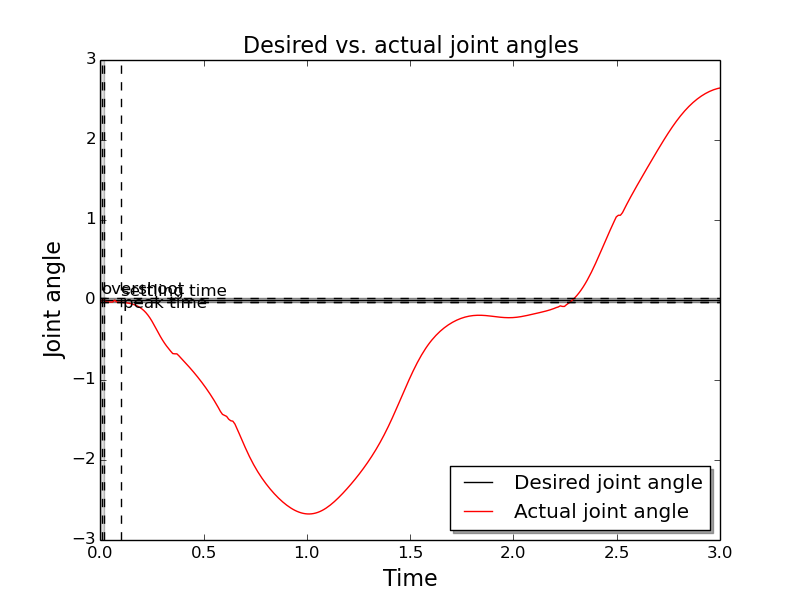 Desired vs. actual joint angles
3
2
1
0
−1
−2
−3
Joint angle
overshoot
settling time
peak time
Desired joint angle
Actual joint angle
0.0 0.5 1.0 1.5 2.0 2.5 3.0
Time